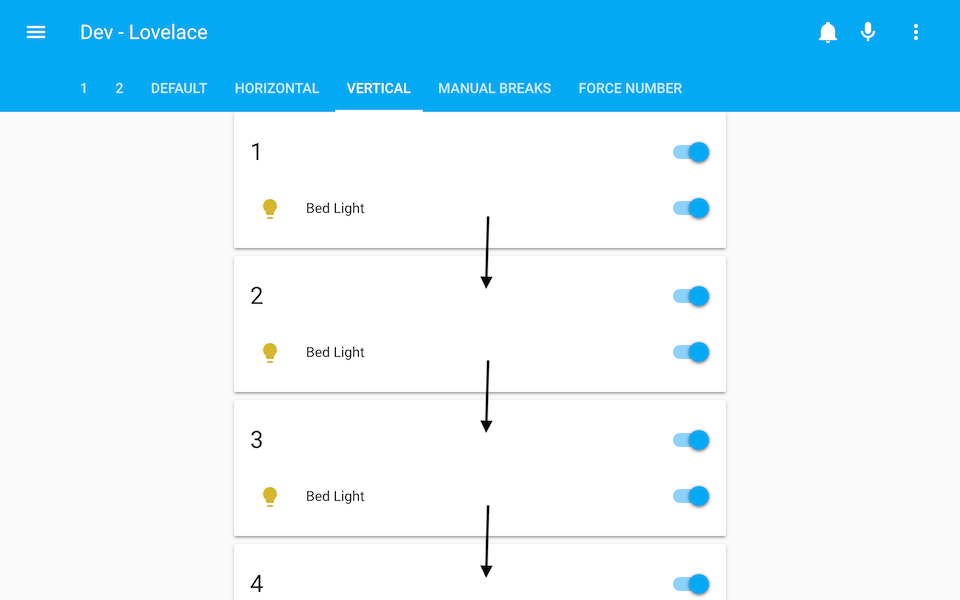 Dev - Lovelace
1 2 DEFAULT HORIZONTAL VERTICAL MANUAL BREAKS FORCE NUMBER
1
Bed Light
2
Bed Light
3
Bed Light
4